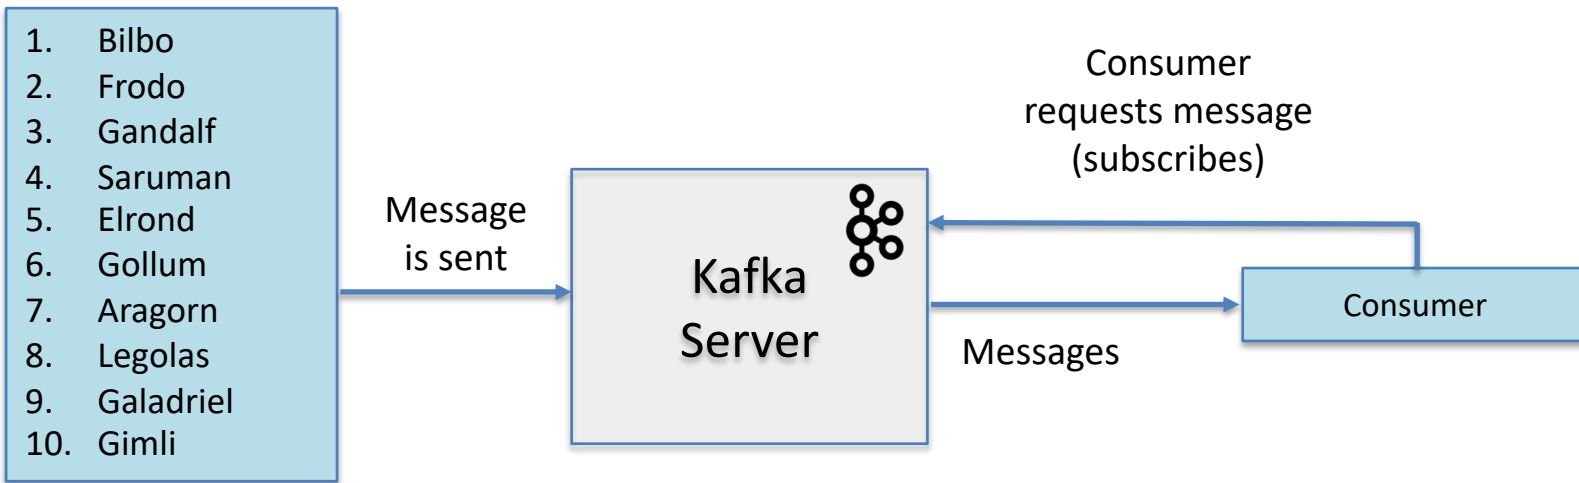 1. Bilbo
2. Frodo
3. Gandalf
4. Saruman
5. Elrond
6. Gollum
7. Aragorn
8. Legolas
9. Galadriel
10. Gimli
Message
is sent
Kafka
Server
Consumer
requests message
(subscribes)
Messages
Consumer